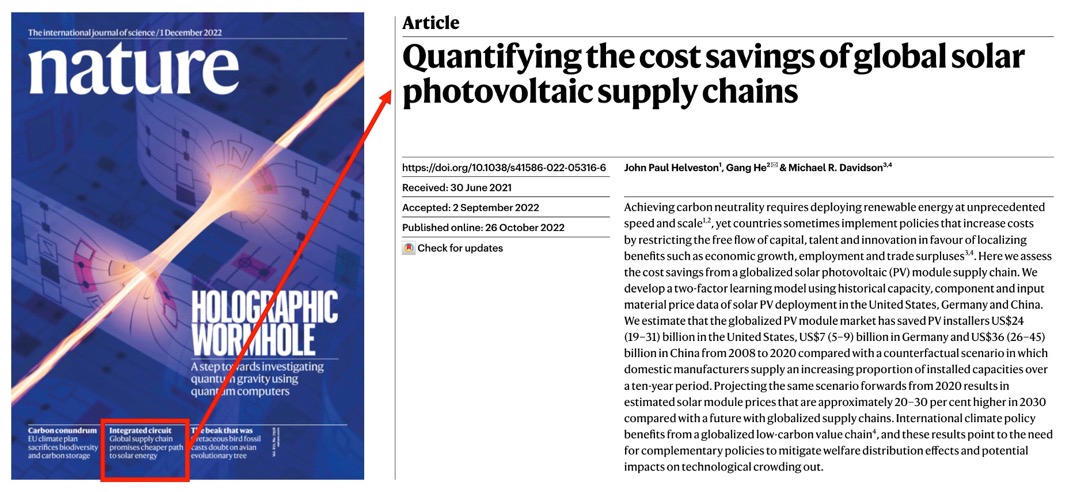 The international journal of science / 1 December 2022
nature
HOLOGRAPHIC
WORMHOLE
A step towards investigating
quantum gravity using
quantum computers
Carbon conundrum
EU climate plan
sacrifices biodiversity
and carbon storage
Integrated circuit
Global supply chain
promises cheaper path
to solar energy
The beak that was
Cretaceous bird fossil
casts doubt on avian
evolutionary tree
Article
Quantifying the cost savings of global solar
photovoltaic supply chains
https://doi.org/10.1038/s41586-022-05316-6
Received: 30 June 2021
Accepted: 2 September 2022
Published online: 26 October 2022
Check for updates
John Paul Helveston1, Gang He2✉ & Michael R. Davidson3,4
Achieving carbon neutrality requires deploying renewable energy at unprecedented
speed and scale1,2, yet countries sometimes implement policies that increase costs
by restricting the free flow of capital, talent and innovation in favour of localizing
benefits such as economic growth, employment and trade surpluses3,4. Here we assess
the cost savings from a globalized solar photovoltaic (PV) module supply chain. We
develop a two-factor learning model using historical capacity, component and input
material price data of solar PV deployment in the United States, Germany and China.
We estimate that the globalized PV module market has saved PV installers US$24
(19–31) billion in the United States, US$7 (5–9) billion in Germany and US$36 (26–45)
billion in China from 2008 to 2020 compared with a counterfactual scenario in which
domestic manufacturers supply an increasing proportion of installed capacities over
a ten-year period. Projecting the same scenario forwards from 2020 results in
estimated solar module prices that are approximately 20–30 per cent higher in 2030
compared with a future with globalized supply chains. International climate policy
benefits from a globalized low-carbon value chain4, and these results point to the need
for complementary policies to mitigate welfare distribution effects and potential
impacts on technological crowding out.